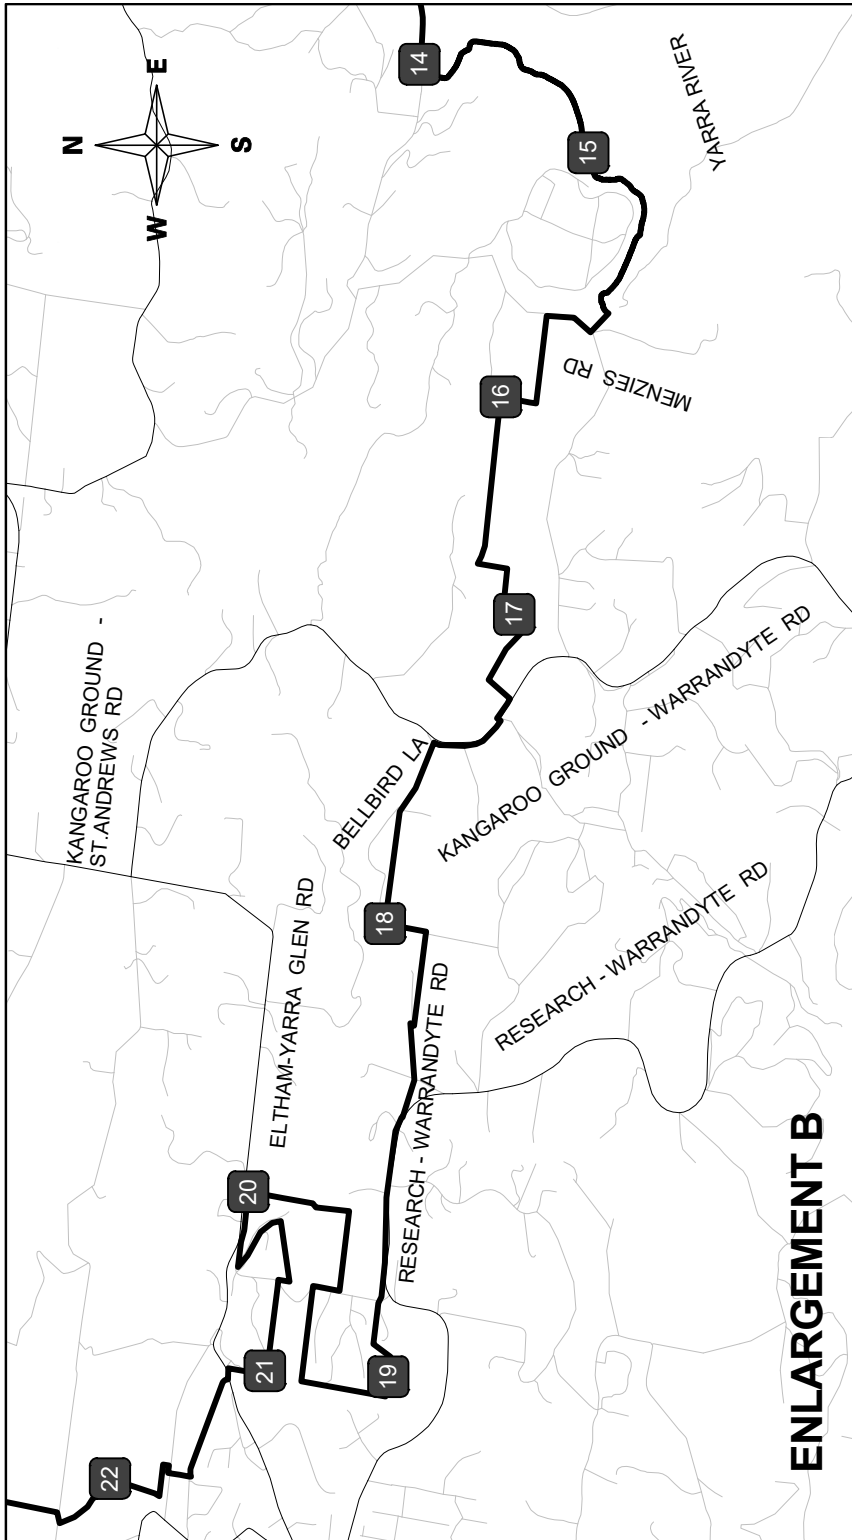 N
E
S
W
14
15
YARRA RIVER
16
MENZIES RD
17
KANGAROO GROUND -
ST.ANDREWS RD
BELLBIRD LA
KANGAROO GROUND - WARRANDYTE RD
18
ELTHAM-YARRA GLEN RD
RESEARCH - WARRANDYTE RD
RESEARCH - WARRANDYTE RD
20
19
21
22
ENLARGEMENT B